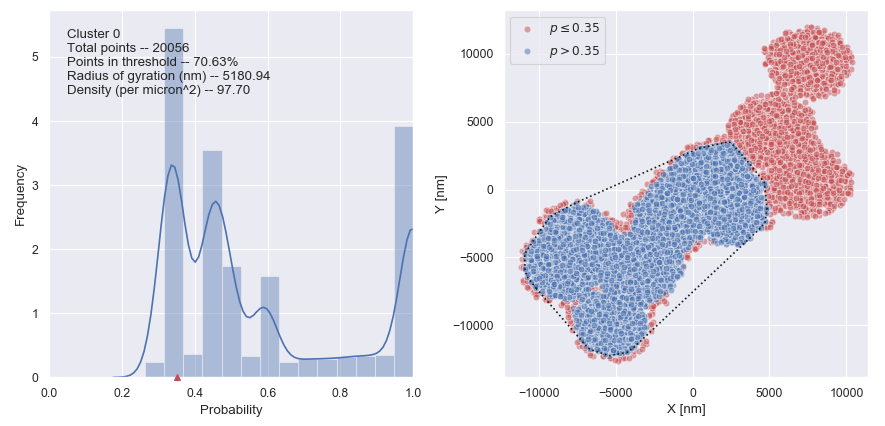 Cluster 0
Total points -- 20056
Points in threshold -- 70.63%
Radius of gyration (nm) -- 5180.94
Density (per micron^2) -- 97.70
Frequency
5
4
3
2
1
0
0.0 0.2 0.4 0.6 0.8 1.0
Probability
p ≤ 0.35
p > 0.35
Y [nm]
10000
5000
0
−5000
−10000
−10000 −5000 0 5000 10000
X [nm]